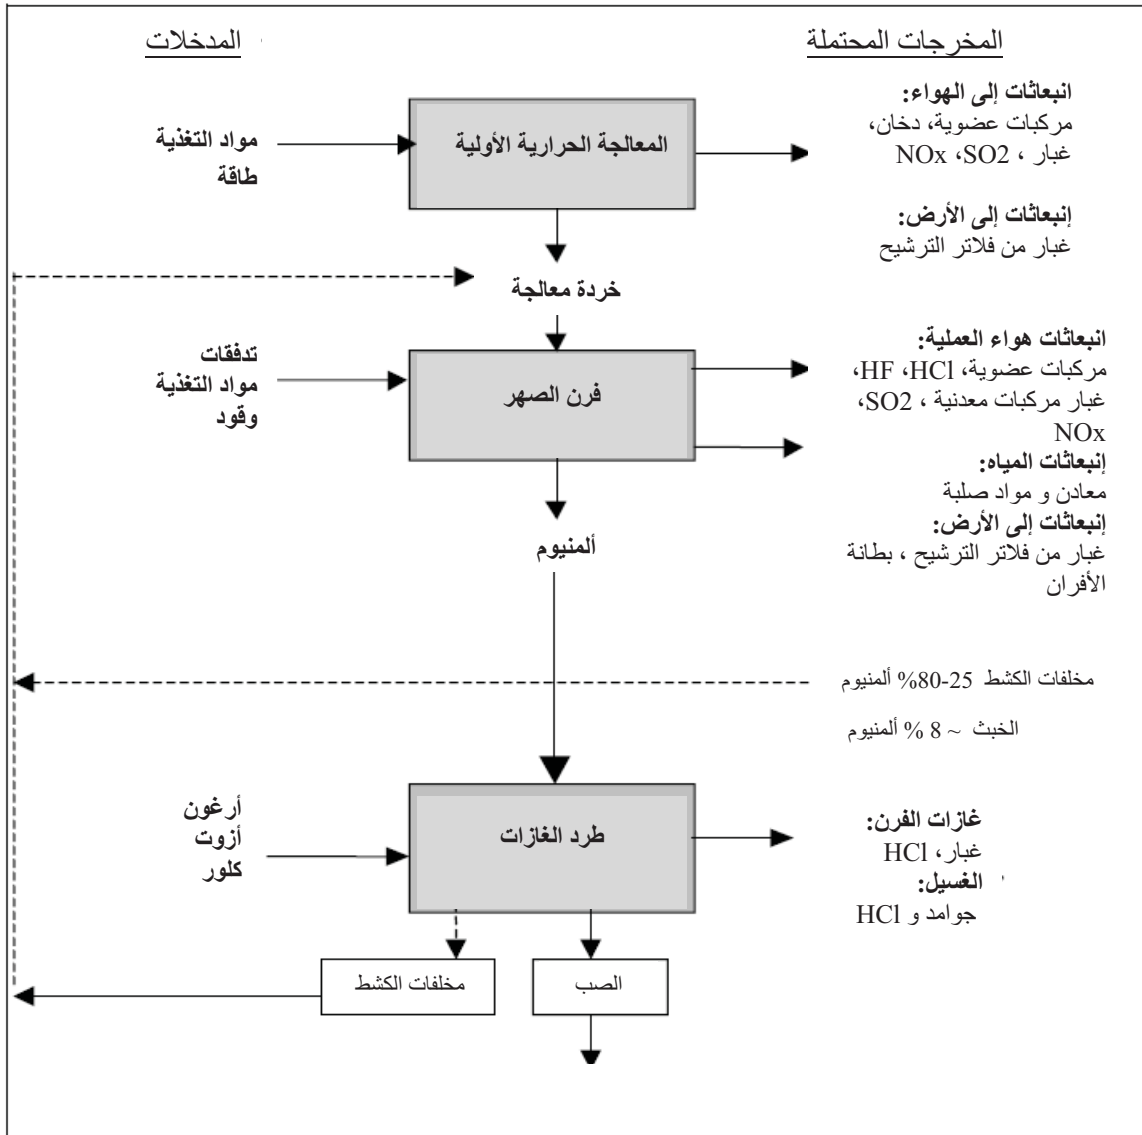 المخرجات المحتملة
المدخلات
انبعاثات إلى الهواء:
مركبات عضوية، دخان،
غبار ، SO2، NOx
المعالجة الحرارية الأولية
مواد التغذية
طاقة
إنبعاثات إلى الأرض:
غبار من فلاتر الترشيح
خردة معالجة
انبعاثات هواء العملية:
مركبات عضوية، HF ،HCl،
غبار مركبات معدنية ، SO2،
NOx
فرن الصهر
تدفقات
مواد التغذية
وقود
إنبعاثات المياه:
معادن و مواد صلبة
إنبعاثات إلى الأرض:
غبار من فلاتر الترشيح ، بطانة
الأفران
ألمنيوم
مخلفات الكشط 25-80% ألمنيوم
الخبث ~ 8 % ألمنيوم
غازات الفرن:
غبار، HCl
الغسيل:
جوامد و HCl
طرد الغازات
أرغون
أزوت
كلور
الصب
مخلفات الكشط